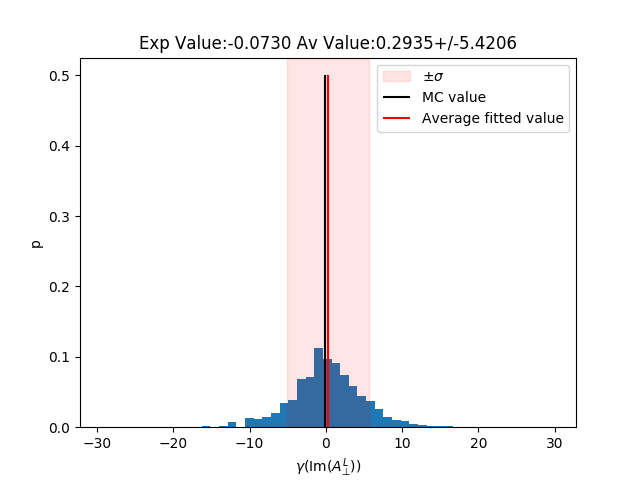 Exp Value:-0.0730 Av Value:0.2935+/-5.4206
±σ
MC value
Average fitted value
0.5
0.4
0.3
0.2
0.1
0.0
p
−30 −20 −10 0 10 20 30
γ(Im(A_⊥^L))